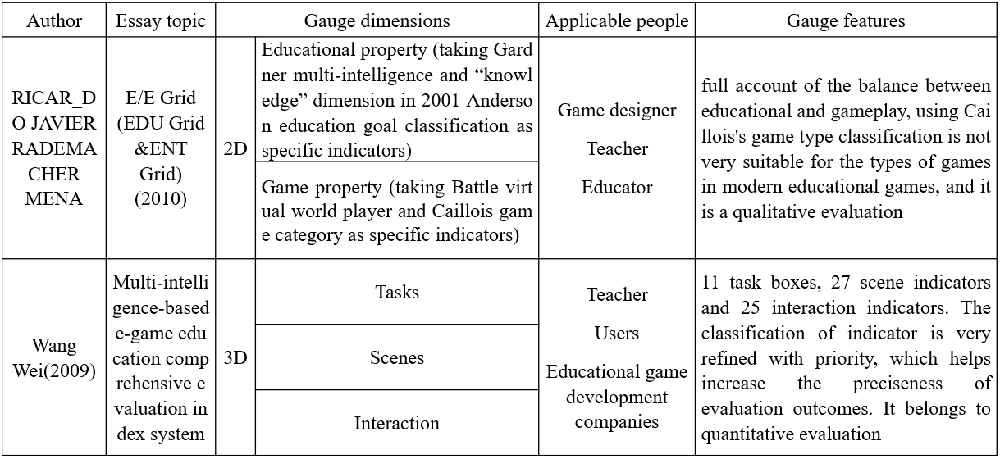 Author
Essay topic
Gauge dimensions
Applicable people
Gauge features
RICAR_D
O JAVIER
RADEMA
CHER
MENA
E/E Grid
(EDU Grid
&ENT
Grid)
(2010)
2D
Educational property (taking Gard
ner multi-intelligence and “knowl
edge” dimension in 2001 Anderso
n education goal classification as
specific indicators)
Game property (taking Battle virt
ual world player and Caillois gam
e category as specific indicators)
Game designer
Teacher
Educator
full account of the balance between
educational and gameplay, using Cai
llois's game type classification is not
very suitable for the types of games
in modern educational games, and it
is a qualitative evaluation
Wang
Wei(2009)
Multi-intelli
gence-based
e-game edu
cation comp
rehensive e
valuation in
dex system
3D
Tasks
Scenes
Interaction
Teacher
Users
Educational game
development
companies
11 task boxes, 27 scene indicators
and 25 interaction indicators. The
classification of indicator is very
refined with priority, which helps
increase the preciseness of
evaluation outcomes. It belongs to
quantitative evaluation